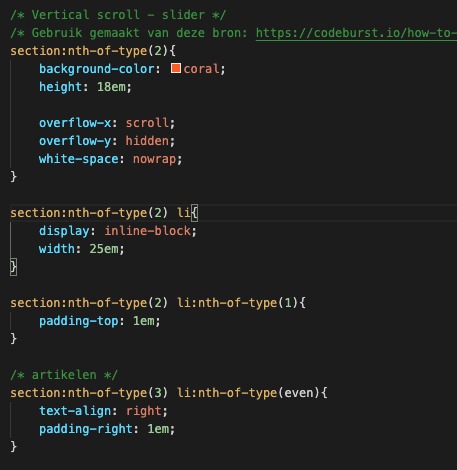 /* Vertical scroll - slider */
/* Gebruik gemaakt van deze bron: https://codeburst.io/how-to-
section:nth-of-type(2){
    background-color: coral;
    height: 18em;

    overflow-x: scroll;
    overflow-y: hidden;
    white-space: nowrap;
}

section:nth-of-type(2) li{
    display: inline-block;
    width: 25em;
}

section:nth-of-type(2) li:nth-of-type(1){
    padding-top: 1em;
}

/* artikelen */
section:nth-of-type(3) li:nth-of-type(even){
    text-align: right;
    padding-right: 1em;
}